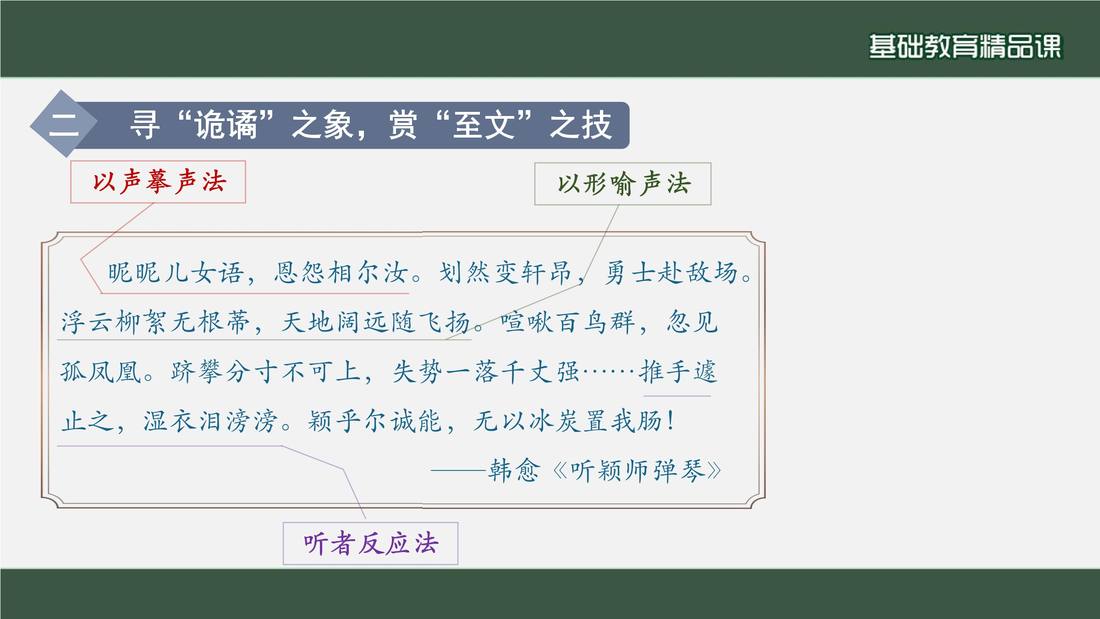 基础教育精品课
二
寻“诡谲”之象，赏“至文”之技
以声摹声法
以形喻声法
昵昵儿女语，恩怨相尔汝。划然变轩昂，勇士赴敌场。
浮云柳絮无根蒂，天地阔远随飞扬。喧啾百鸟群，忽见
孤凤凰。跻攀分寸不可上，失势一落千丈强……推手遽
止之，湿衣泪滂滂。颖乎尔诚能，无以冰炭置我肠！
——韩愈《听颖师弹琴》
听者反应法